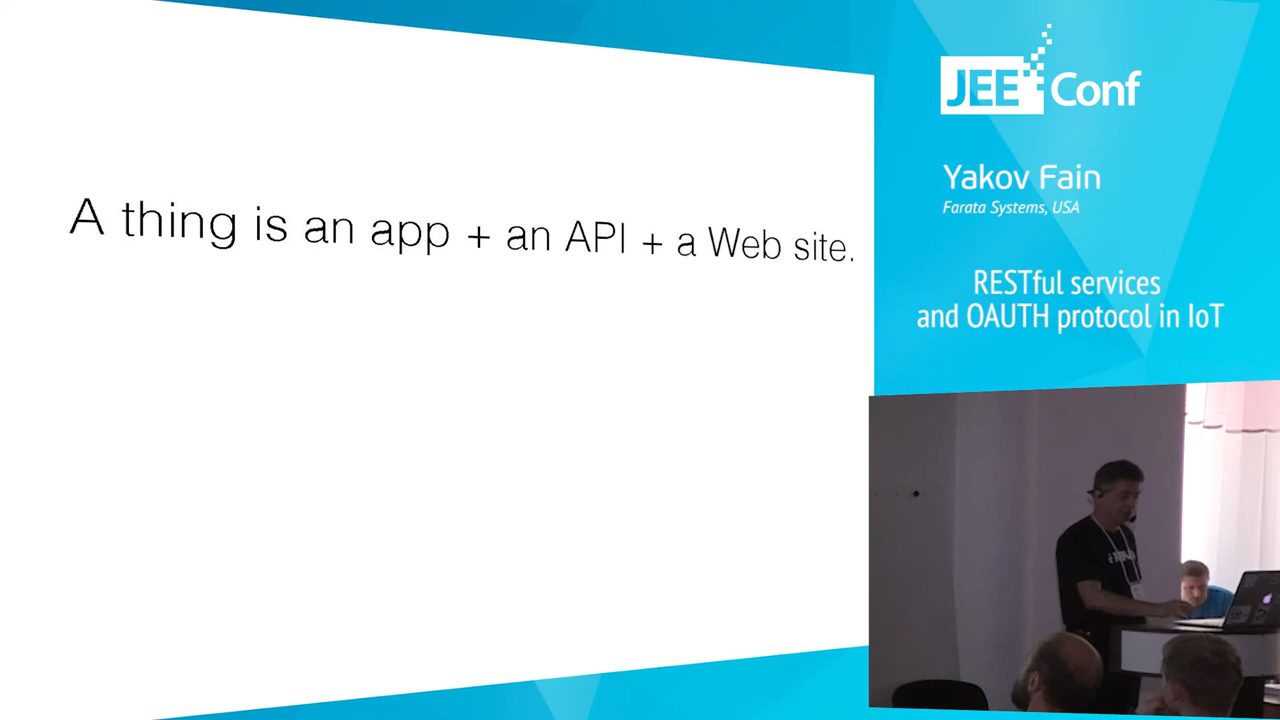 A thing is an app + an API + a Web site.
JEE Conf
Yakov Fain
Farata Systems, USA
RESTful services
and OAUTH protocol in IoT